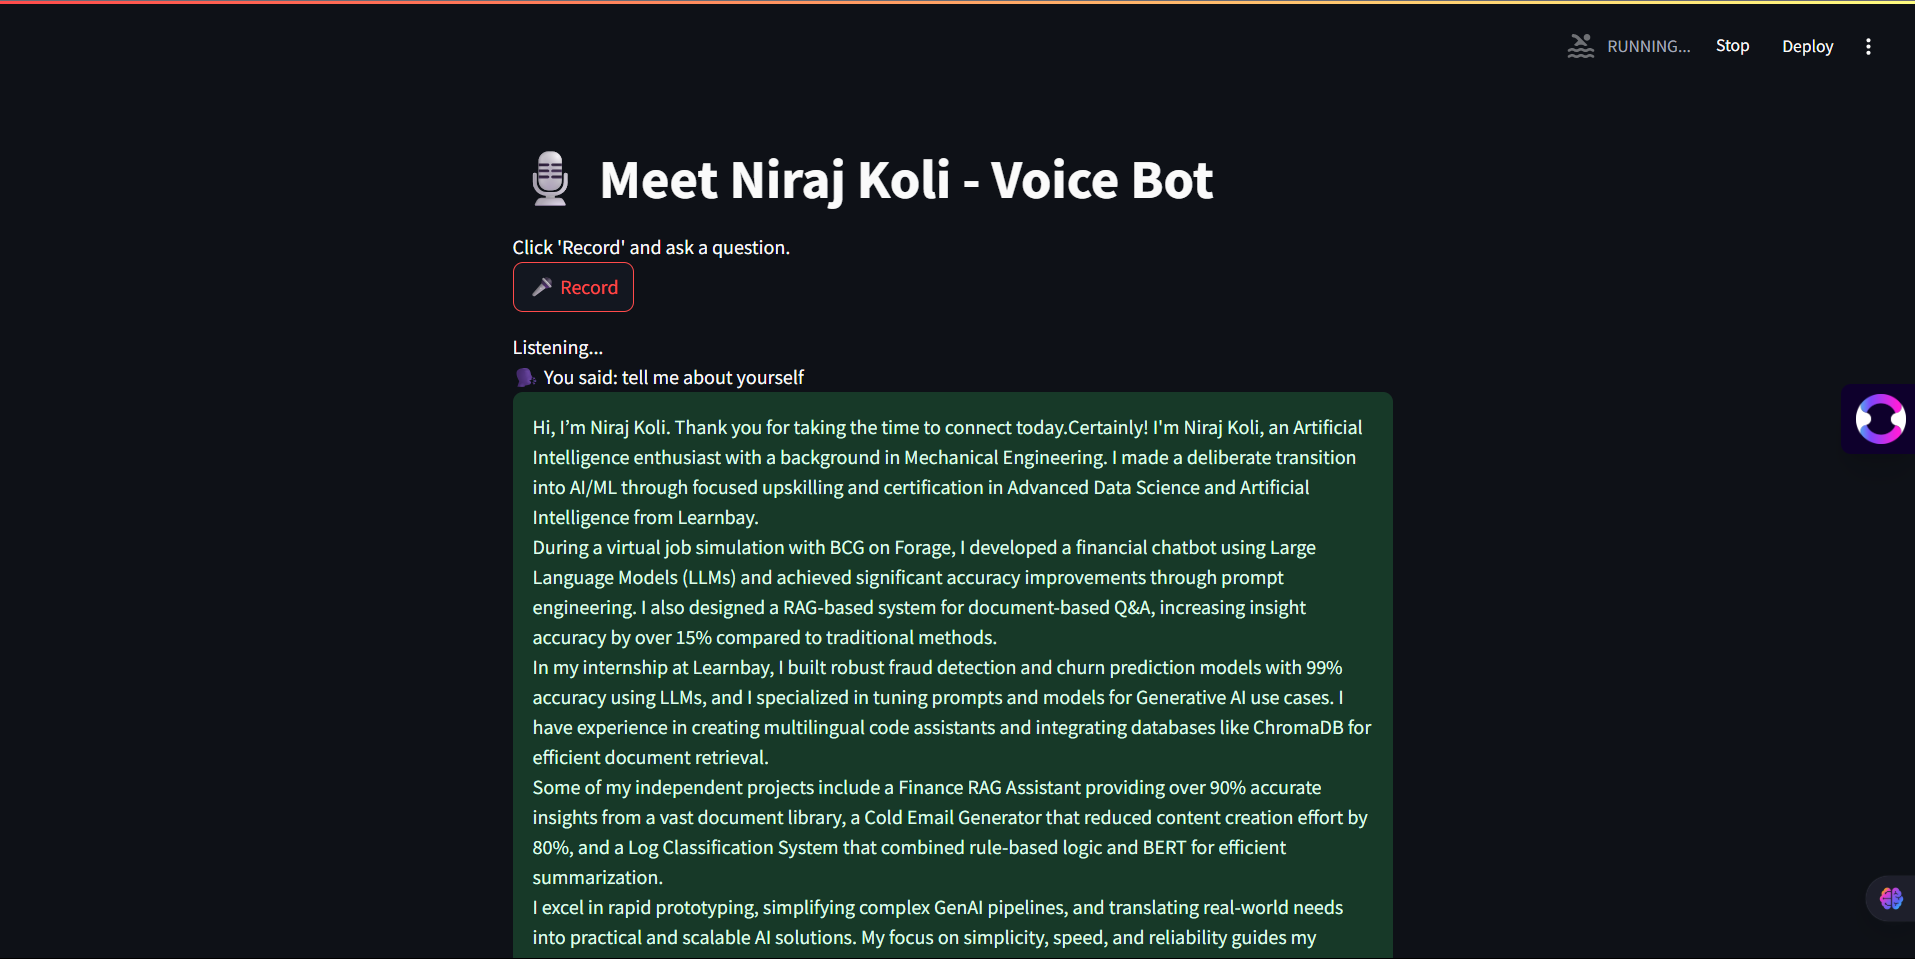 RUNNING...
Stop
Deploy
Meet Niraj Koli - Voice Bot
Click 'Record' and ask a question.
Record
Listening...
You said: tell me about yourself
Hi, I’m Niraj Koli. Thank you for taking the time to connect today.Certainly! I'm Niraj Koli, an Artificial
Intelligence enthusiast with a background in Mechanical Engineering. I made a deliberate transition
into AI/ML through focused upskilling and certification in Advanced Data Science and Artificial
Intelligence from Learnbay.
During a virtual job simulation with BCG on Forage, I developed a financial chatbot using Large
Language Models (LLMs) and achieved significant accuracy improvements through prompt
engineering. I also designed a RAG-based system for document-based Q&A, increasing insight
accuracy by over 15% compared to traditional methods.
In my internship at Learnbay, I built robust fraud detection and churn prediction models with 99%
accuracy using LLMs, and I specialized in tuning prompts and models for Generative AI use cases. I
have experience in creating multilingual code assistants and integrating databases like ChromaDB for
efficient document retrieval.
Some of my independent projects include a Finance RAG Assistant providing over 90% accurate
insights from a vast document library, a Cold Email Generator that reduced content creation effort by
80%, and a Log Classification System that combined rule-based logic and BERT for efficient
summarization.
I excel in rapid prototyping, simplifying complex GenAI pipelines, and translating real-world needs
into practical and scalable AI solutions. My focus on simplicity, speed, and reliability guides my